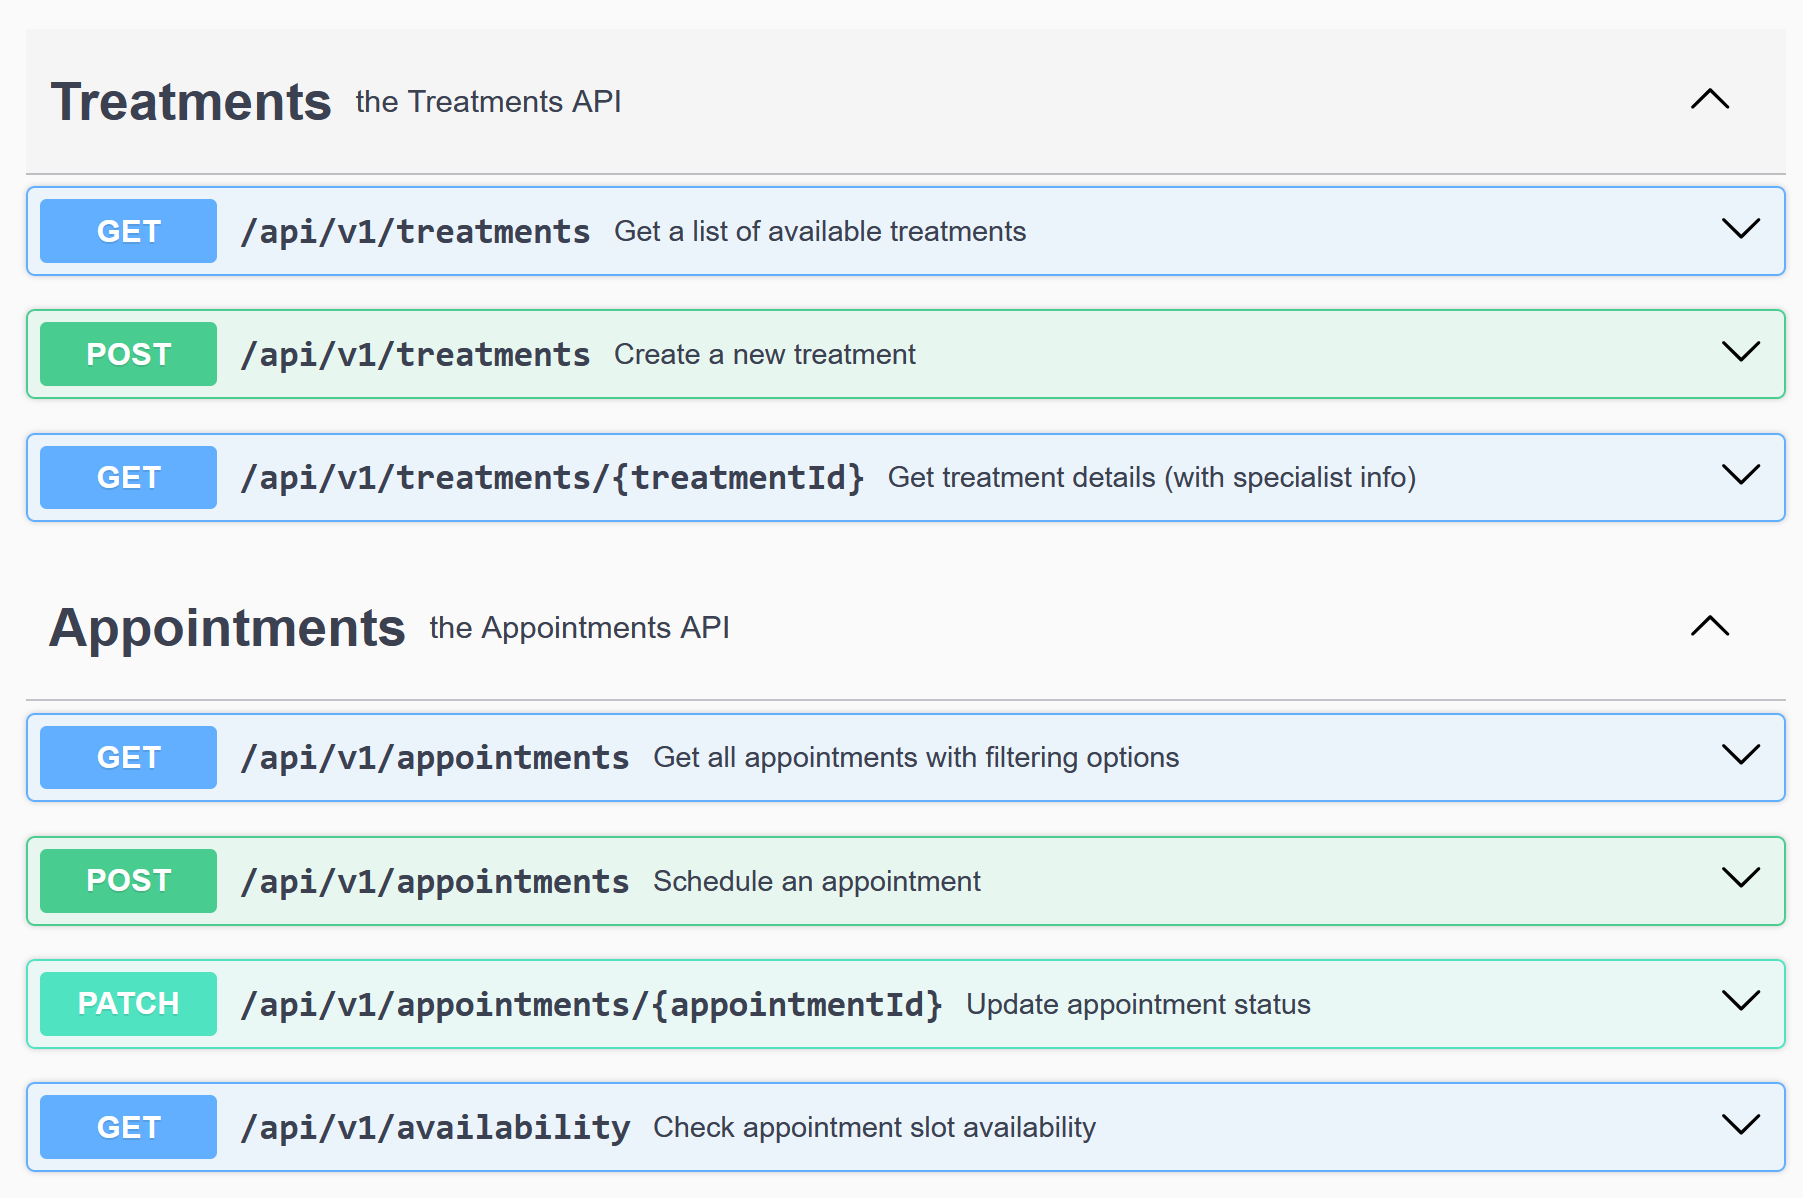 Treatments the Treatments API
GET /api/v1/treatments Get a list of available treatments
POST /api/v1/treatments Create a new treatment
GET /api/v1/treatments/{treatmentId} Get treatment details (with specialist info)
Appointments the Appointments API
GET /api/v1/appointments Get all appointments with filtering options
POST /api/v1/appointments Schedule an appointment
PATCH /api/v1/appointments/{appointmentId} Update appointment status
GET /api/v1/availability Check appointment slot availability